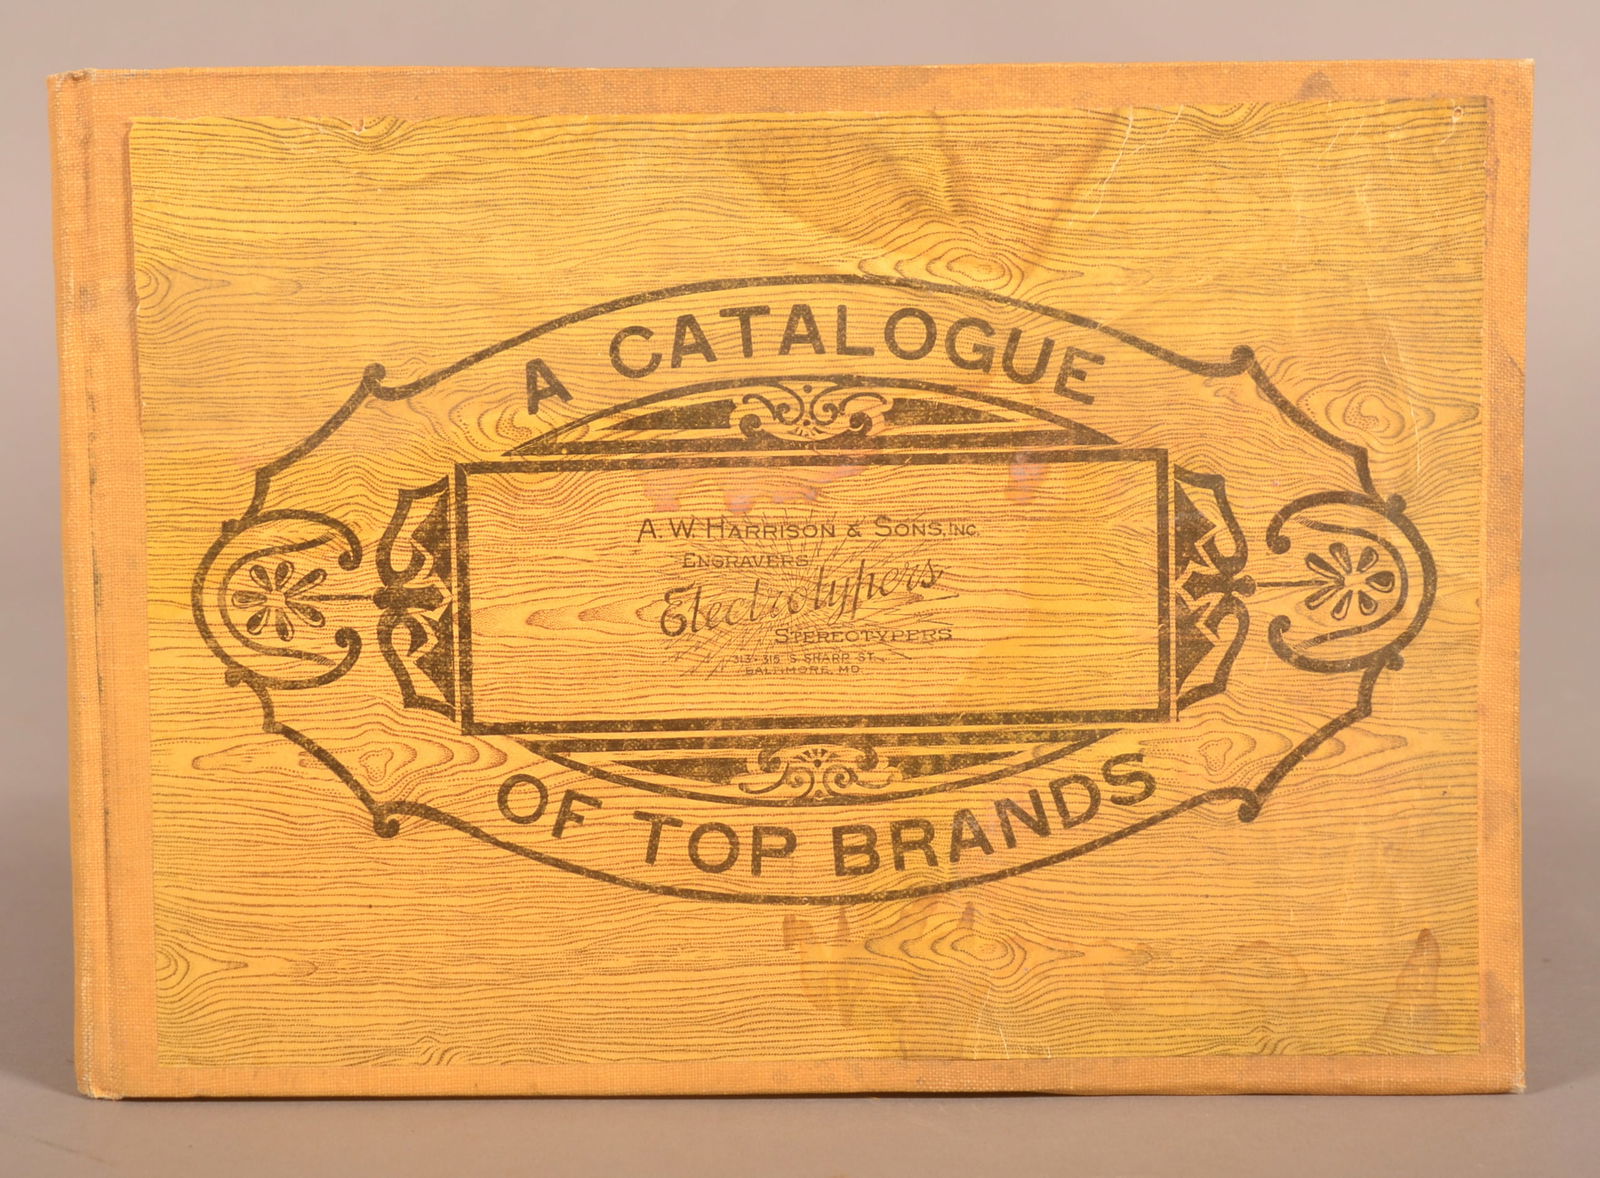 A CATALOGUE
A. W. HARRISON & SONS, INC.
ENGRAVERS
Electrotypers
STEREOTYPERS
313-315 S. SHARP ST.
BALTIMORE, MD.
OF TOP BRANDS